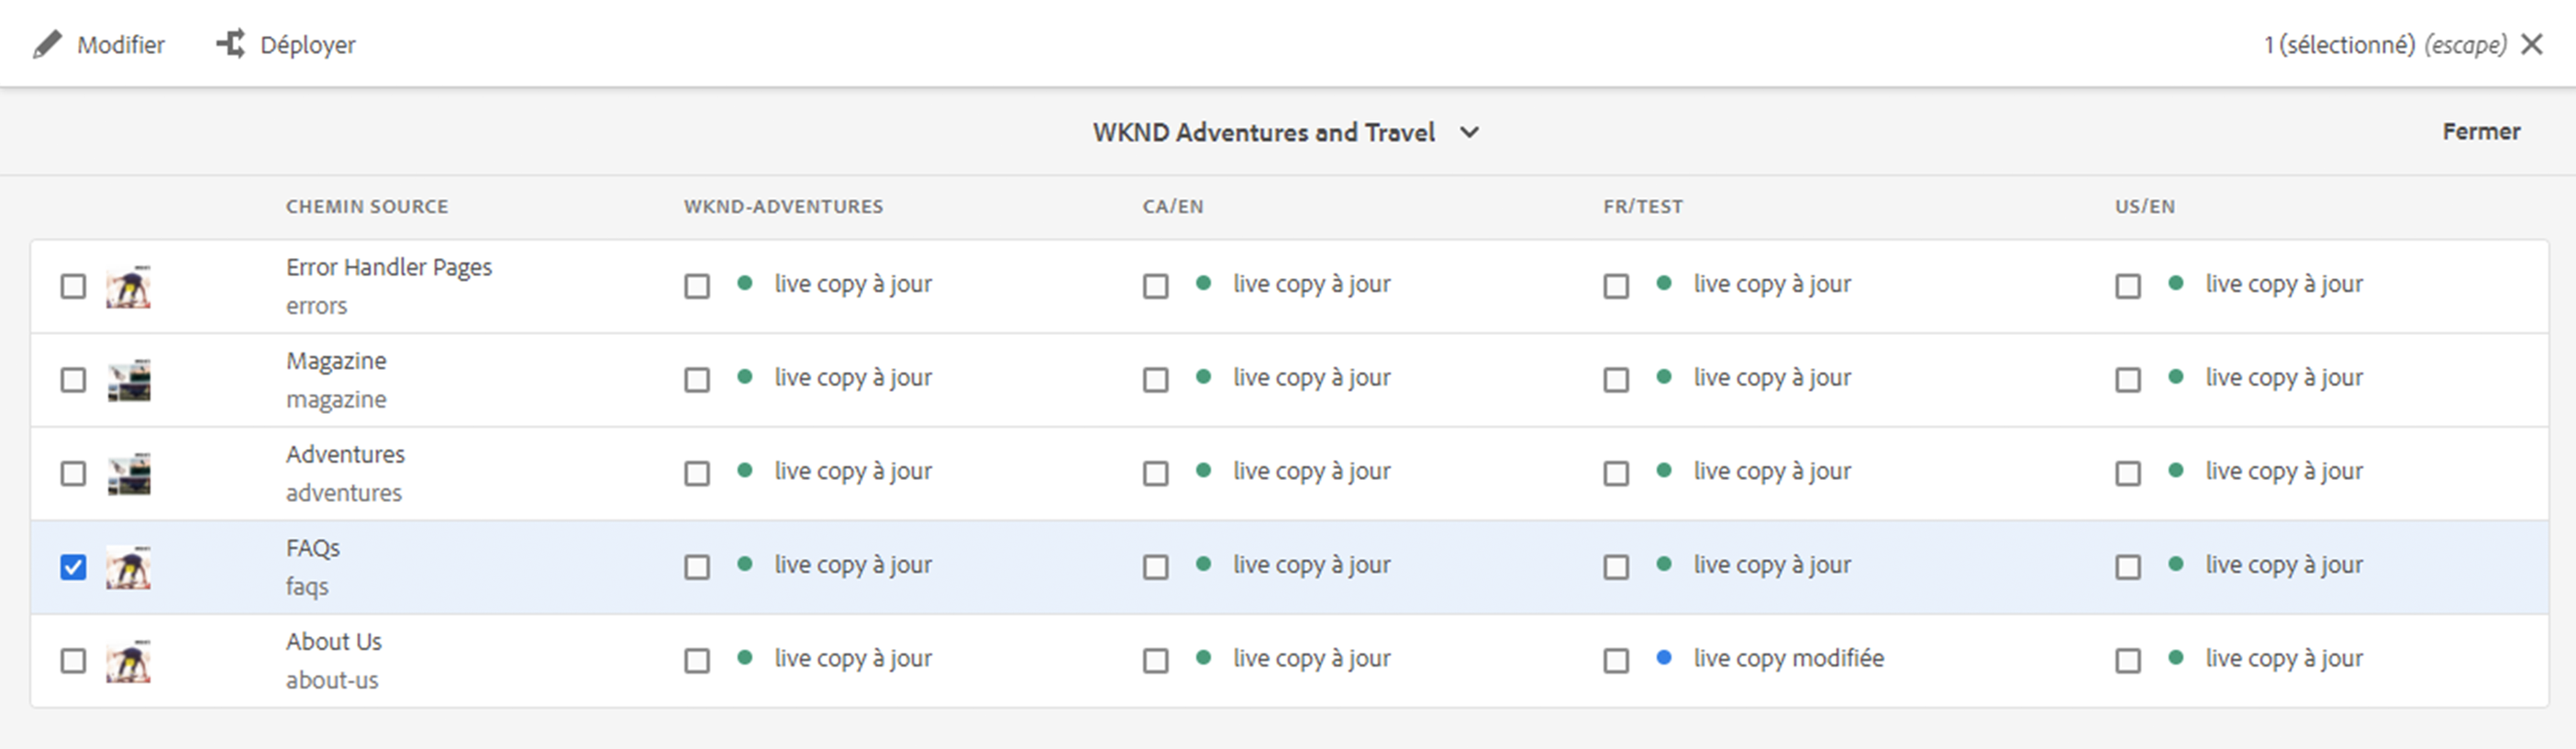 Modifier Déployer 1 (sélectionné) (escape)
WKND Adventures and Travel Fermer
CHEMIN SOURCE WKND-ADVENTURES CA/EN FR/TEST US/EN
Error Handler Pages
errors
live copy à jour live copy à jour live copy à jour live copy à jour
Magazine
magazine
live copy à jour live copy à jour live copy à jour live copy à jour
Adventures
adventures
live copy à jour live copy à jour live copy à jour live copy à jour
FAQs
faqs
live copy à jour live copy à jour live copy à jour live copy à jour
About Us
about-us
live copy à jour live copy à jour live copy modifiée live copy à jour